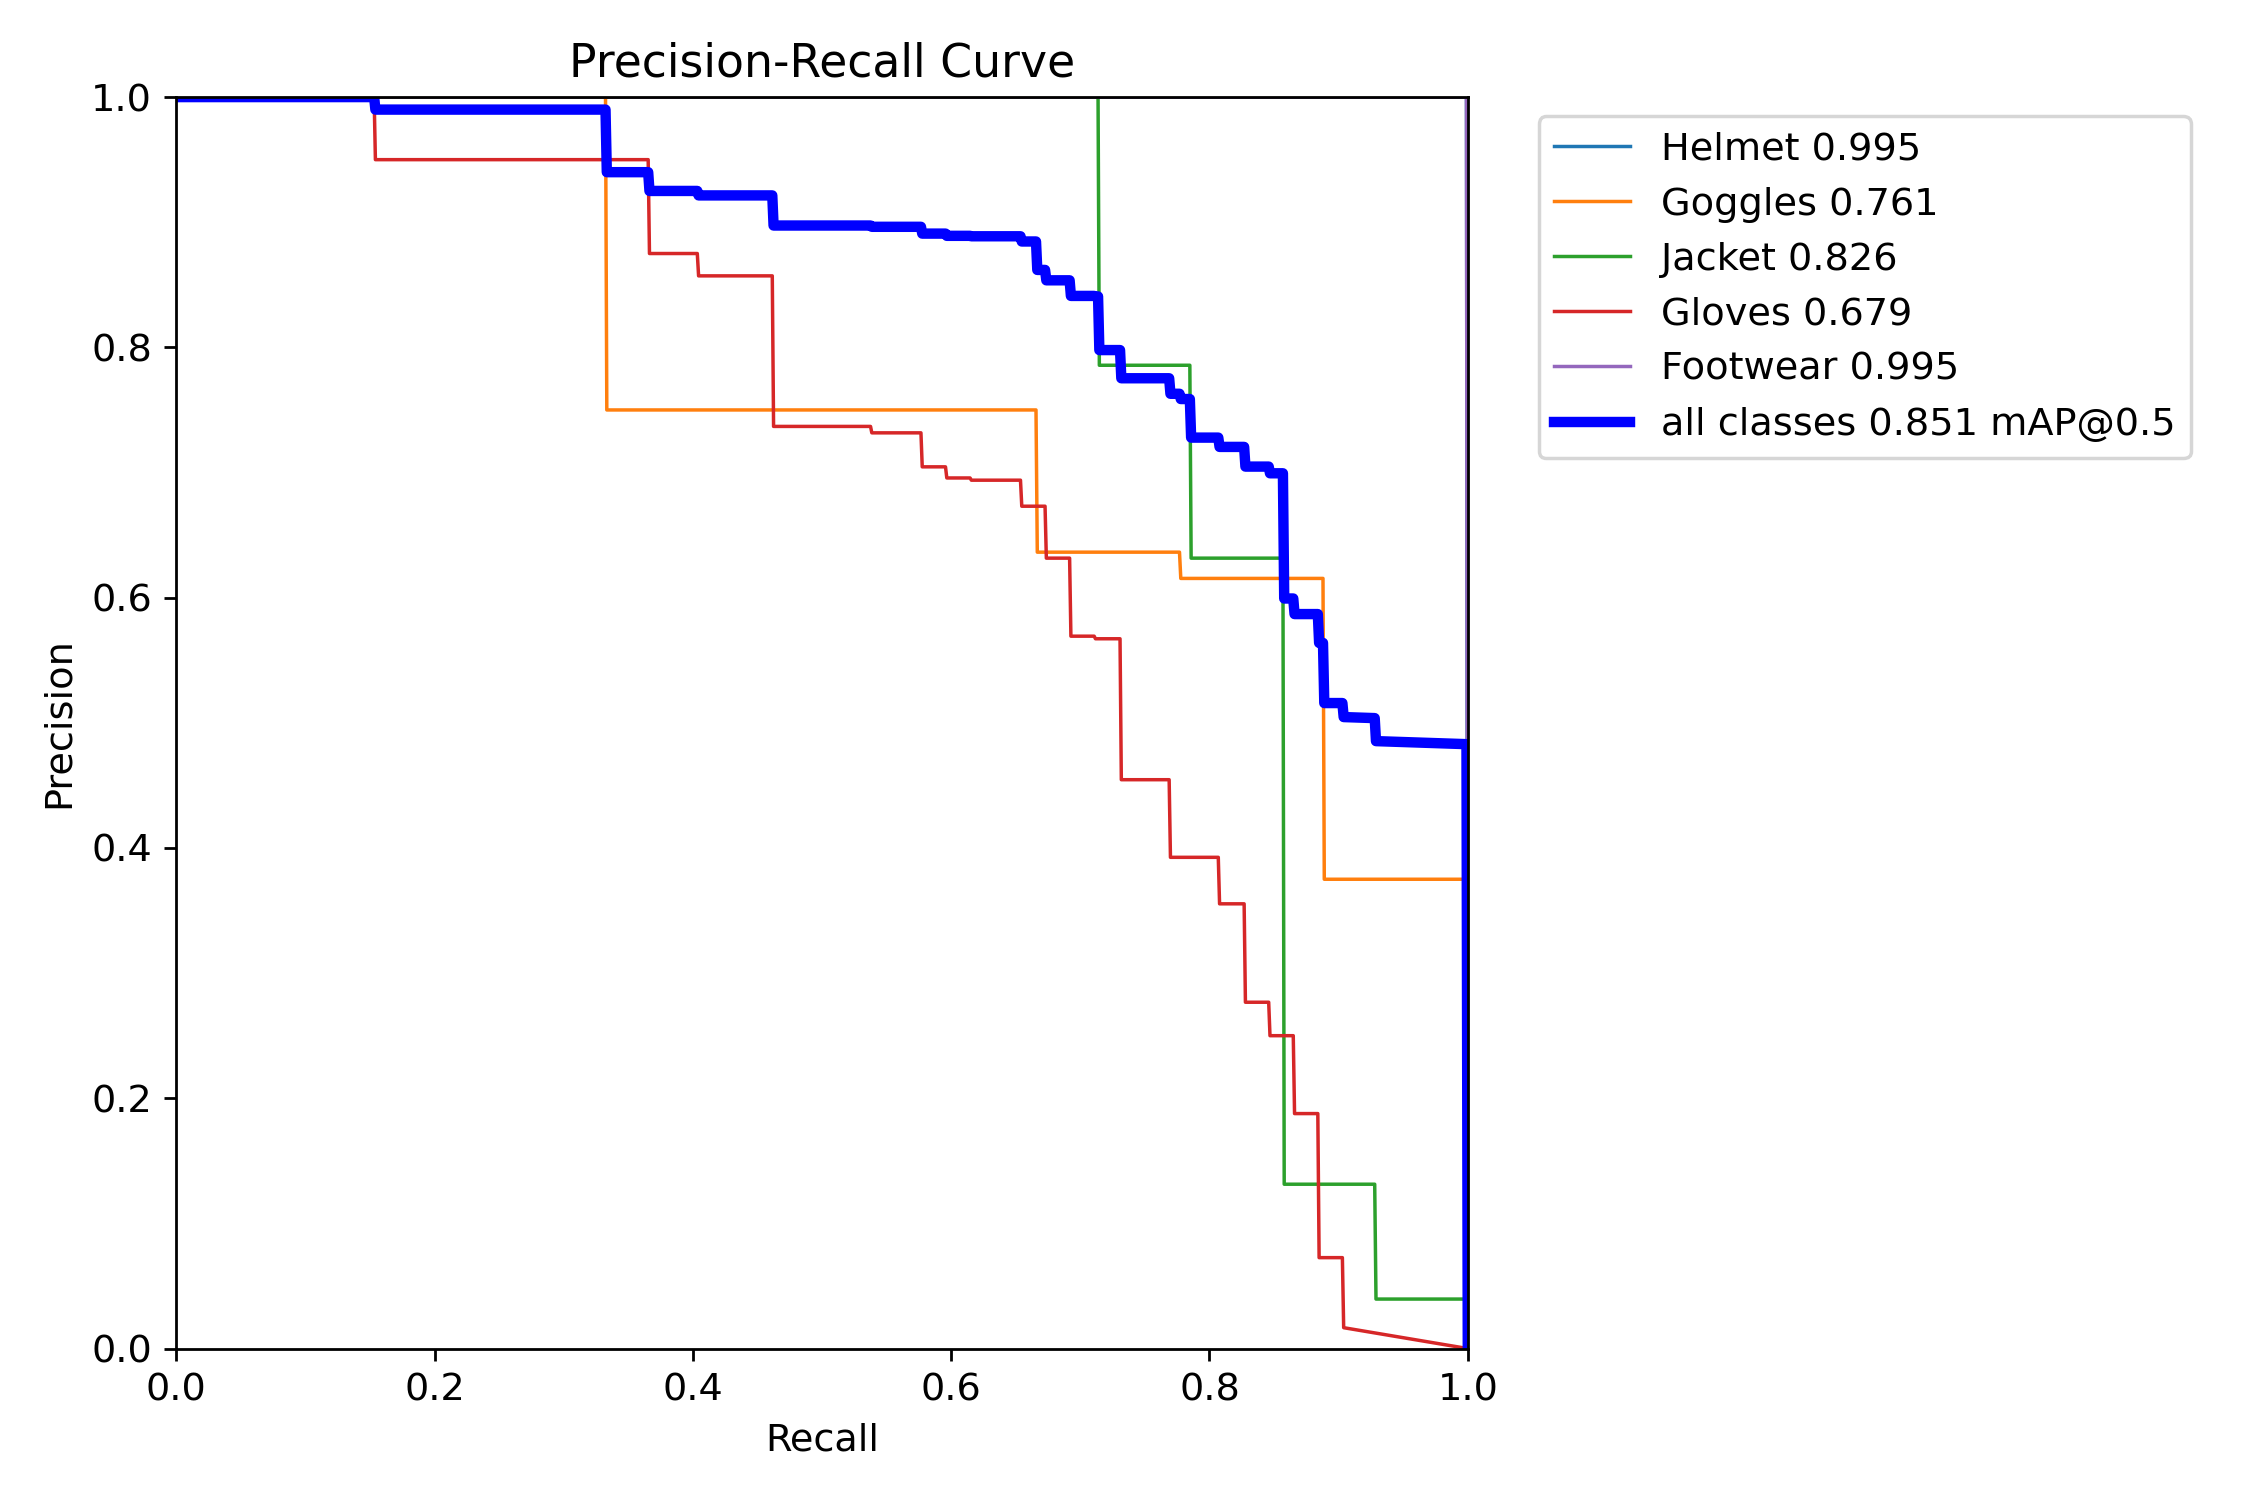 Precision-Recall Curve
1.0
0.8
0.6
0.4
0.2
0.0
Precision
0.0 0.2 0.4 0.6 0.8 1.0
Recall
Helmet 0.995
Goggles 0.761
Jacket 0.826
Gloves 0.679
Footwear 0.995
all classes 0.851 mAP@0.5